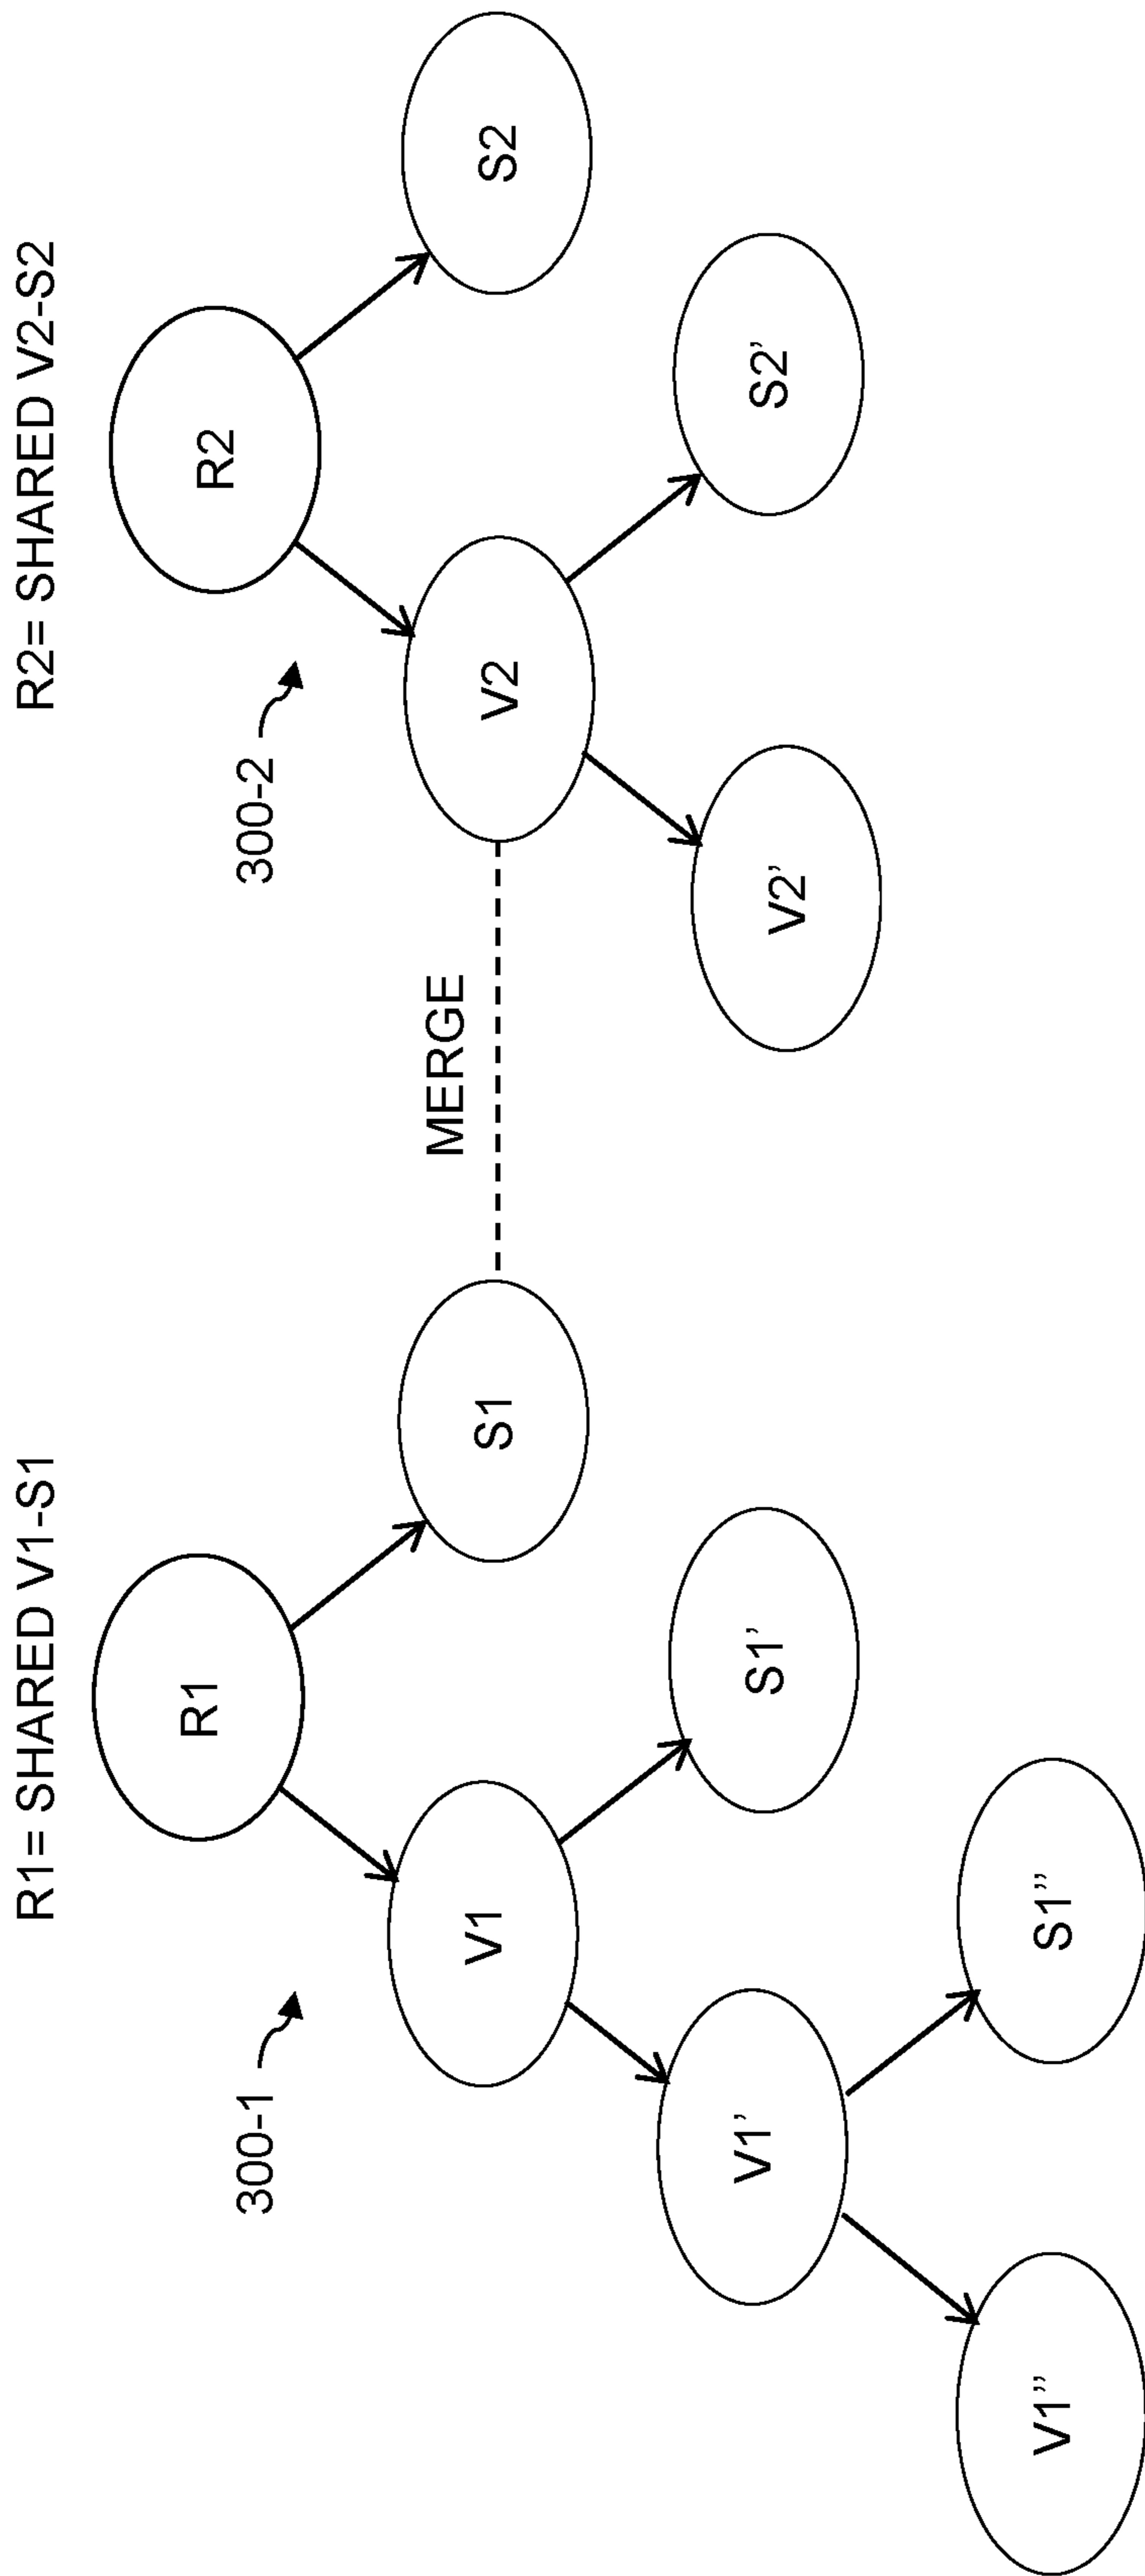 R1= SHARED V1-S1
R2= SHARED V2-S2
R1
R2
300-1
300-2
V1
S1
MERGE
V2
S2
V1’
S1’
V2’
S2’
V1”
S1”